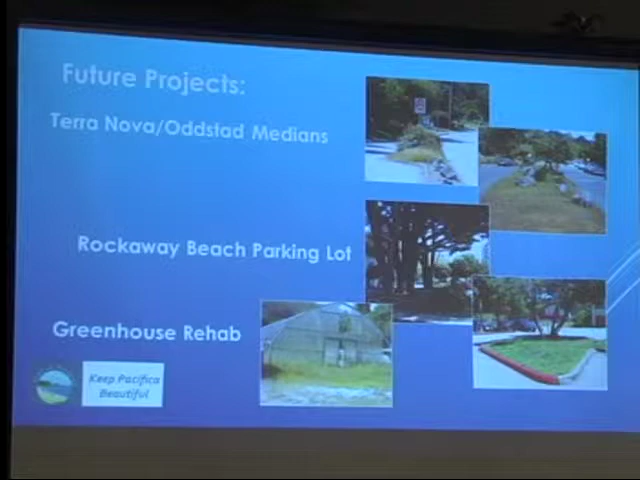 Future Projects:
Terra Nova/Oddstad Medians
Rockaway Beach Parking Lot
Greenhouse Rehab
Keep Pacifica
Beautiful